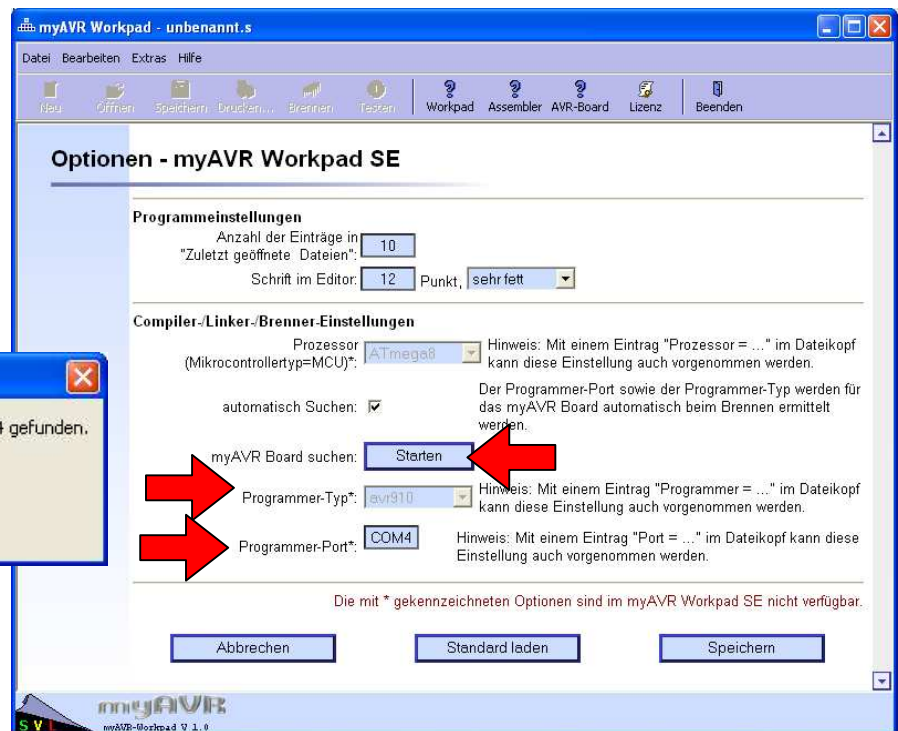 myAVR Workpad - unbenannt.s
Datei Bearbeiten Extras Hilfe
Neu Öffnen Speichern Drucken... Brennen Testen Workpad Assembler AVR-Board Lizenz Beenden
Optionen - myAVR Workpad SE
Programmeinstellungen
Anzahl der Einträge in
"Zuletzt geöffnete Dateien": 10
Schrift im Editor: 12 Punkt, sehr fett
Compiler-/Linker-/Brenner-Einstellungen
Prozessor
(Mikrocontrollertyp=MCU)*: ATmega8
Hinweis: Mit einem Eintrag "Prozessor = ..." im Dateikopf
kann diese Einstellung auch vorgenommen werden.
automatisch Suchen:
Der Programmer-Port sowie der Programmer-Typ werden für
das myAVR Board automatisch beim Brennen ermittelt
werden.
gefunden.
myAVR Board suchen: Starten
Programmer-Typ*: avr910
Hinweis: Mit einem Eintrag "Programmer = ..." im Dateikopf
kann diese Einstellung auch vorgenommen werden.
Programmer-Port*: COM4
Hinweis: Mit einem Eintrag "Port = ..." im Dateikopf kann diese
Einstellung auch vorgenommen werden.
Die mit * gekennzeichneten Optionen sind im myAVR Workpad SE nicht verfügbar.
Abbrechen Standard laden Speichern
myAVR
S V L myAVR-Workpad V 1.0